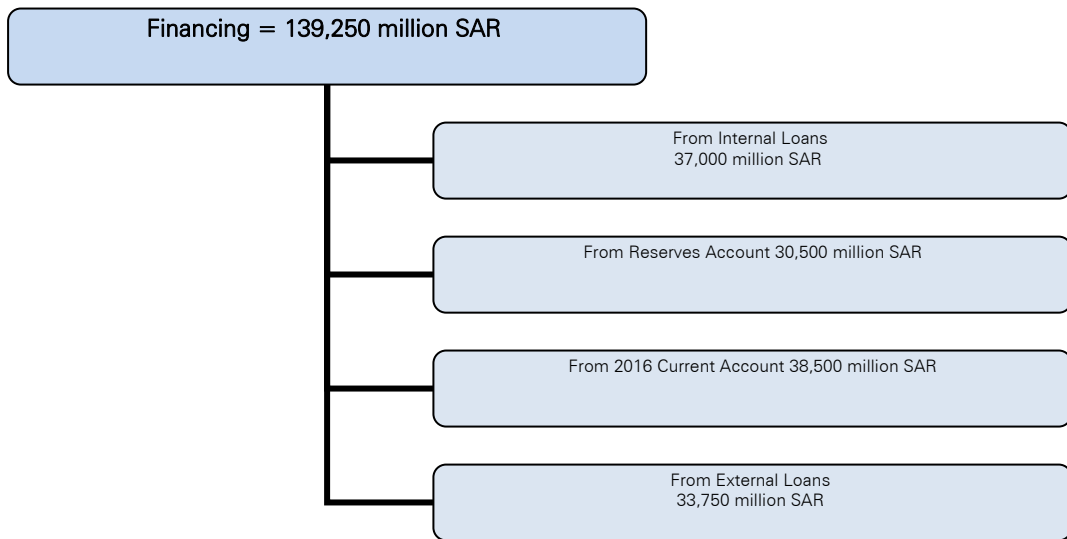 Financing = 139,250 million SAR
From Internal Loans
37,000 million SAR
From Reserves Account 30,500 million SAR
From 2016 Current Account 38,500 million SAR
From External Loans
33,750 million SAR